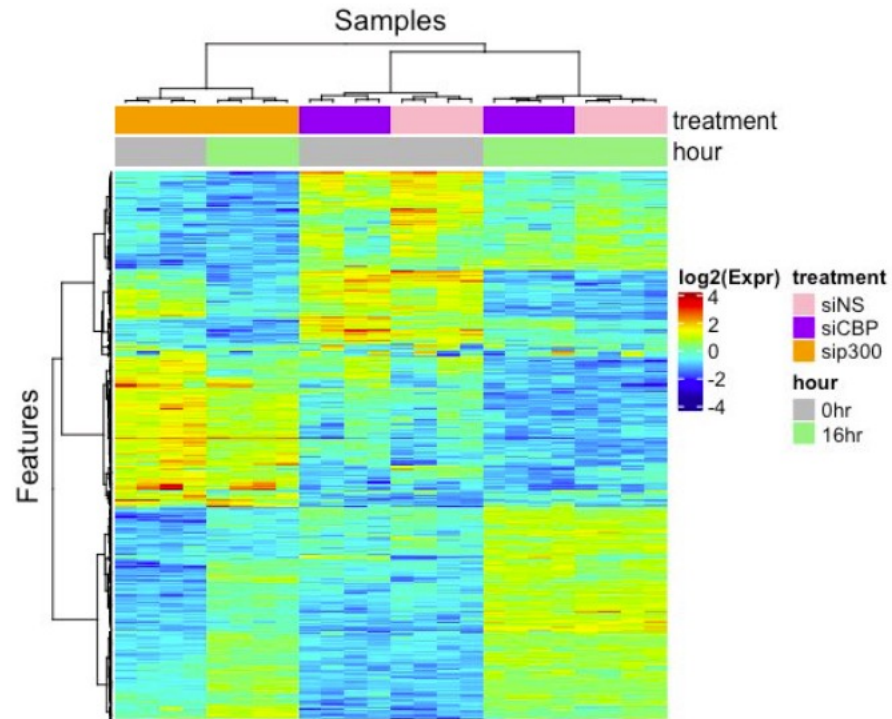 Samples
treatment
hour
Features
log2(Expr)
4
2
0
-2
-4
treatment
siNS
siCBP
sip300
hour
0hr
16hr